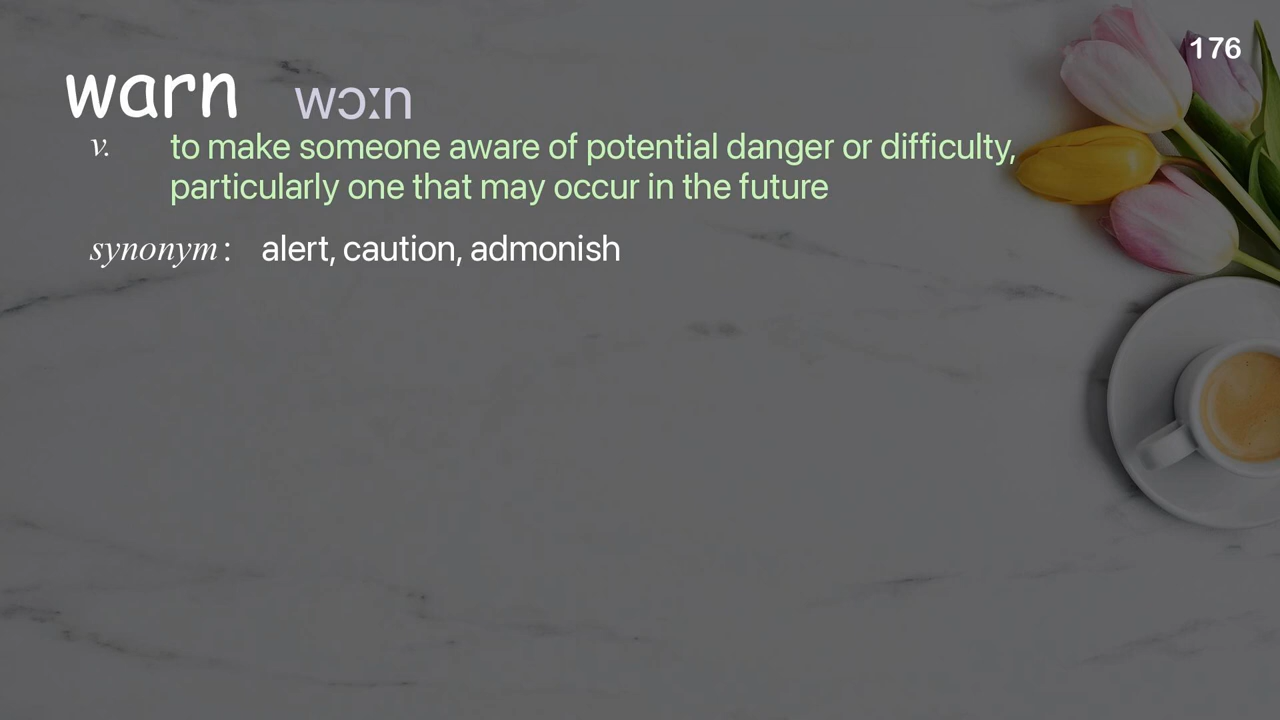 176
warn wɔːn
v. to make someone aware of potential danger or difficulty,
particularly one that may occur in the future
synonym : alert, caution, admonish